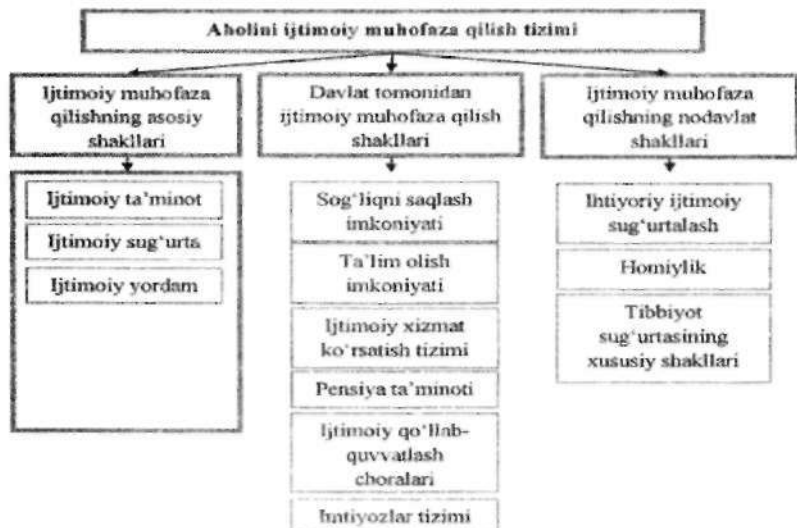 Aholini ijtimoiy muhofaza qilish tizimi
Ijtimoiy muhofaza
qilishning asosiy
shakllari
Ijtimoiy ta’minot
Ijtimoiy sug‘urta
Ijtimoiy yordam
Davlat tomonidan
ijtimoiy muhofaza qilish
shakllari
Sog‘liqni saqlash
imkoniyati
Ta’lim olish
imkoniyati
Ijtimoiy xizmat
ko‘rsatish tizimi
Pensiya ta’minoti
Ijtimoiy qo‘llab-
quvvatlash
choralari
Imtiyozlar tizimi
ijtimoiy muhofaza
qilishning nodavlat
shakllari
Ihtiyoriy ijtimoiy
sug‘urtalash
Homiylik
Tibbiyot
sug‘urtasining
xususiy shakllari